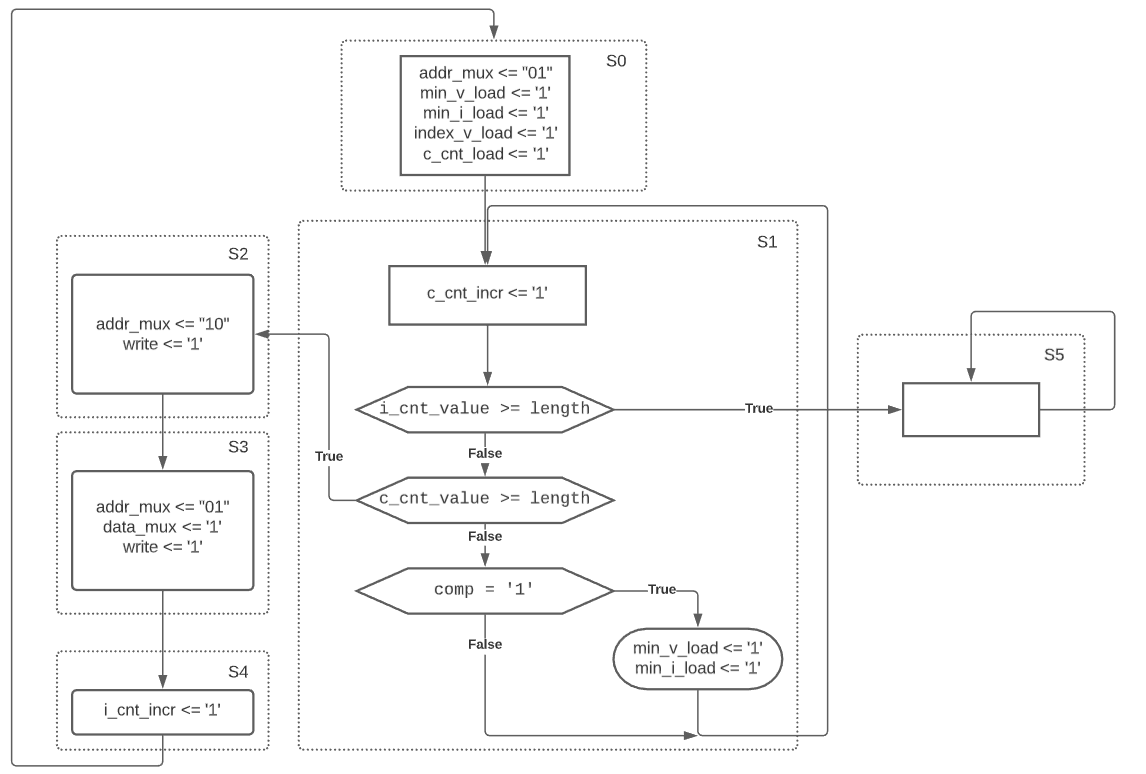 S0
addr_mux <= "01"
min_v_load <= '1'
min_i_load <= '1'
index_v_load <= '1'
c_cnt_load <= '1'
S1
c_cnt_incr <= '1'
i_cnt_value >= length
True
False
c_cnt_value >= length
True
False
comp = '1'
True
False
min_v_load <= '1'
min_i_load <= '1'
S2
addr_mux <= "10"
write <= '1'
S3
addr_mux <= "01"
data_mux <= '1'
write <= '1'
S4
i_cnt_incr <= '1'
S5